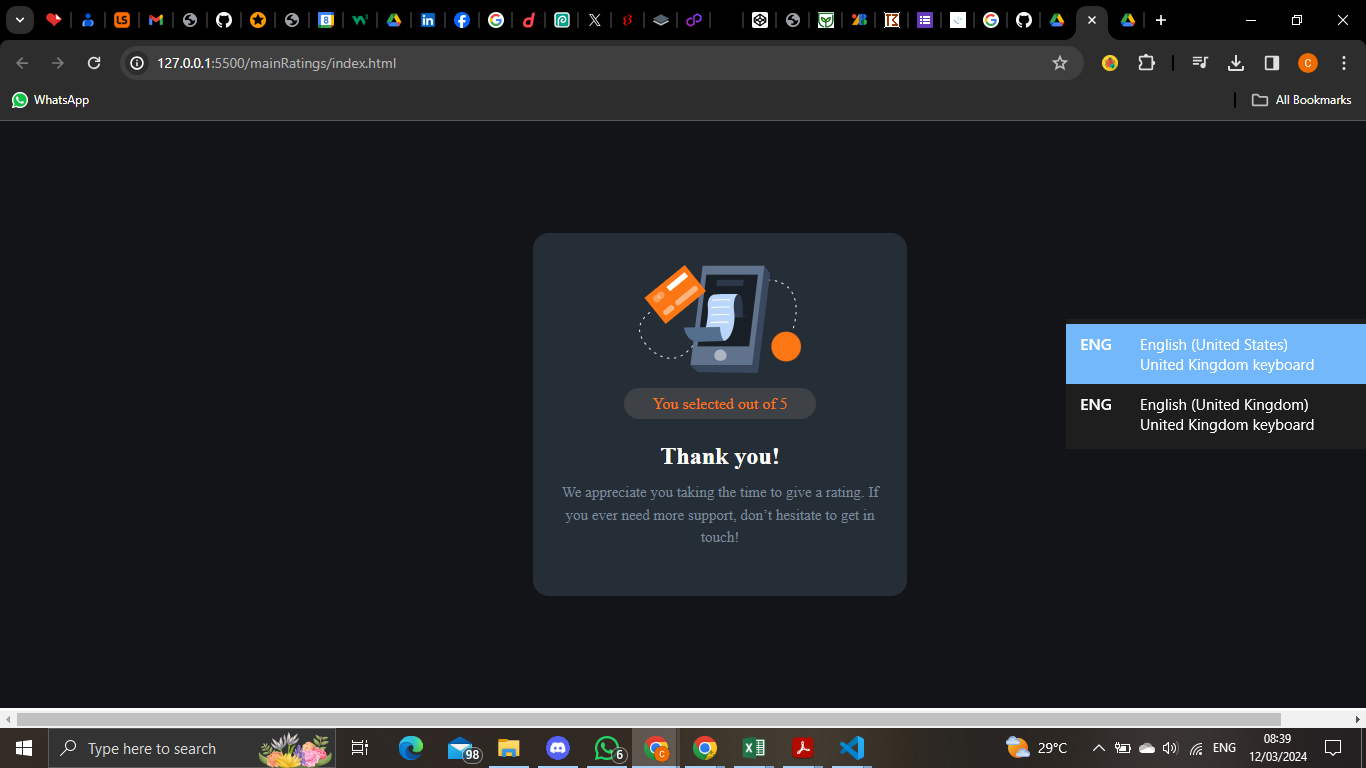 LS
8
127.0.0.1:5500/mainRatings/index.html
C
WhatsApp
All Bookmarks
You selected out of 5
Thank you!
We appreciate you taking the time to give a rating. If
you ever need more support, don’t hesitate to get in
touch!
ENG English (United States)
United Kingdom keyboard
ENG English (United Kingdom)
United Kingdom keyboard
Type here to search
98
6
C
29°C
ENG
08:39
12/03/2024